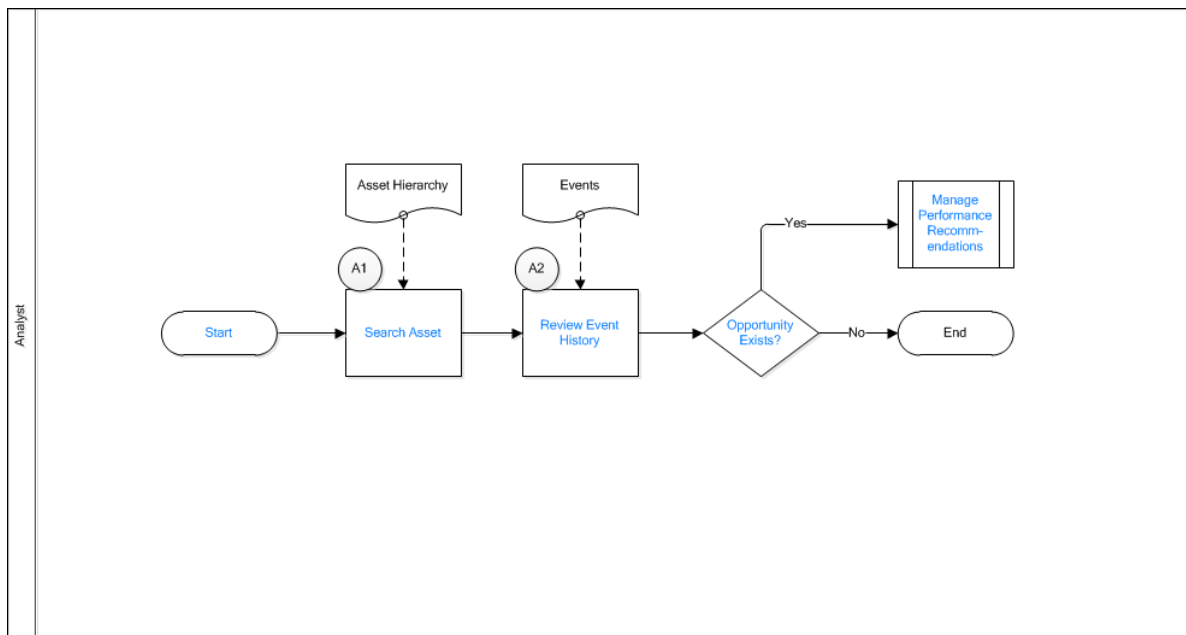 Analyst
Asset Hierarchy
Events
A1
A2
Start
Search Asset
Review Event
History
Opportunity
Exists?
Yes
Manage
Performance
Recomm-
endations
No
End